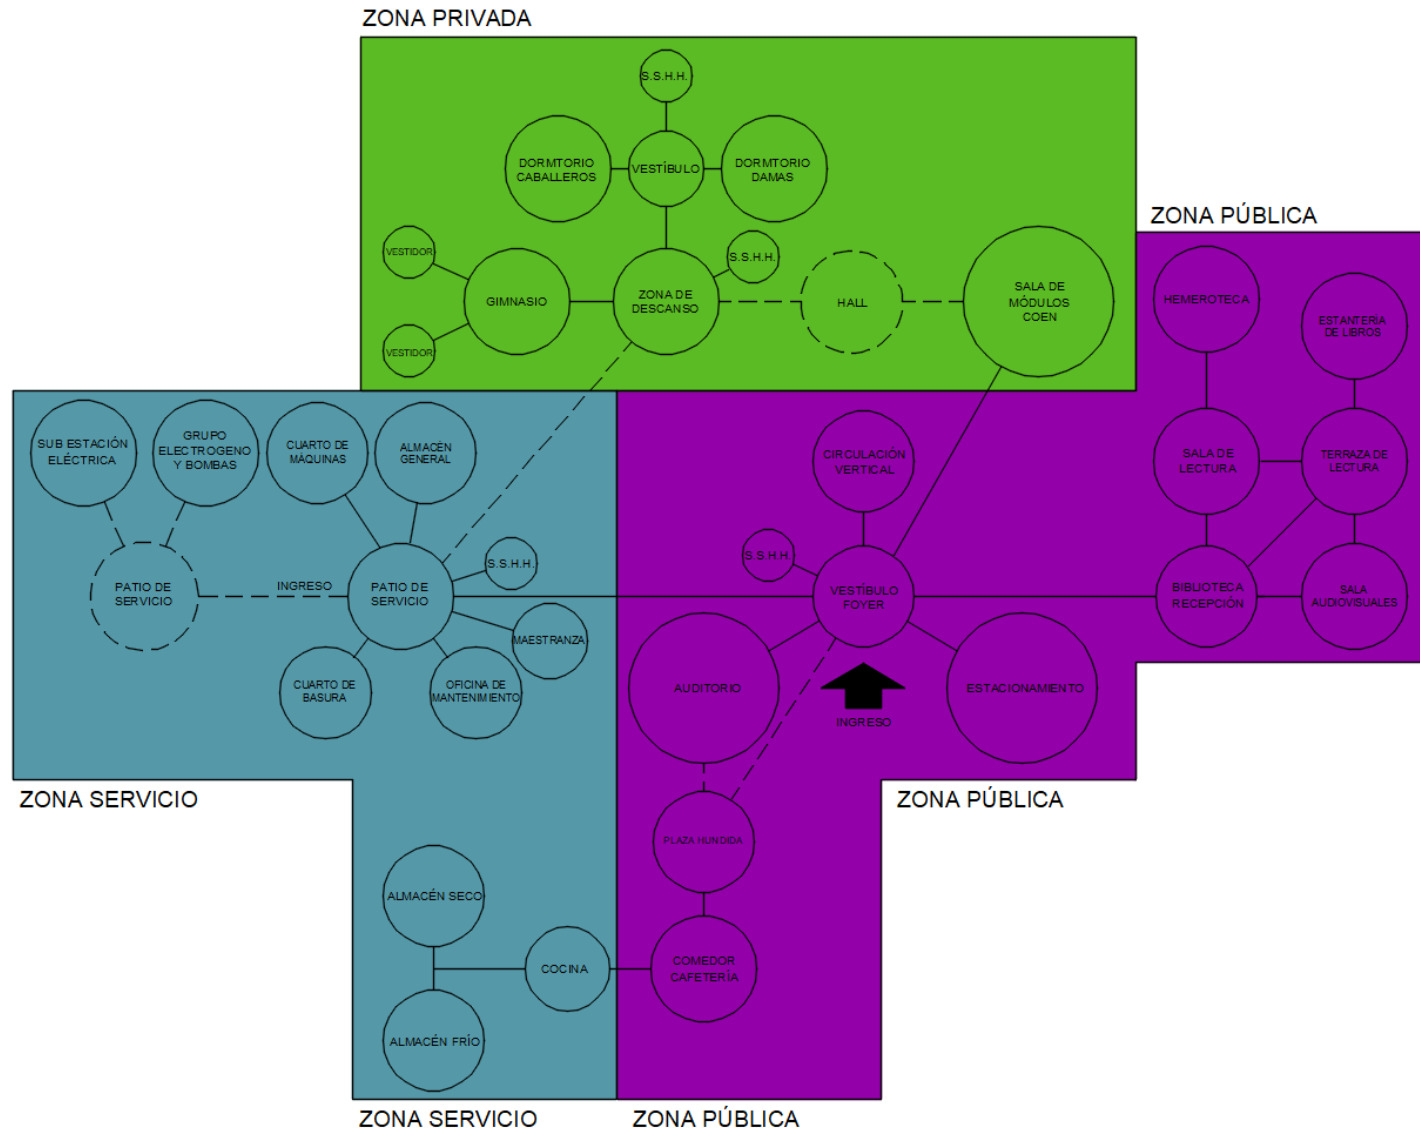 ZONA PRIVADA
S.S.H.H.
DORMTORIO
CABALLEROS
VESTÍBULO
DORMTORIO
DAMAS
VESTIDOR
S.S.H.H.
GIMNASIO
ZONA DE
DESCANSO
HALL
SALA DE
MÓDULOS
COEN
VESTIDOR
ZONA PÚBLICA
HEMEROTECA
ESTANTERÍA
DE LIBROS
SALA DE
LECTURA
TERRAZA DE
LECTURA
BIBLIOTECA
RECEPCIÓN
SALA
AUDIOVISUALES
SUB ESTACIÓN
ELÉCTRICA
GRUPO
ELECTROGENO
Y BOMBAS
CUARTO DE
MÁQUINAS
ALMACÉN
GENERAL
PATIO DE
SERVICIO
INGRESO
PATIO DE
SERVICIO
S.S.H.H.
MAESTRANZA
CUARTO DE
BASURA
OFICINA DE
MANTENIMIENTO
ZONA SERVICIO
CIRCULACIÓN
VERTICAL
S.S.H.H.
VESTÍBULO
FOYER
AUDITORIO
INGRESO
ESTACIONAMIENTO
ZONA PÚBLICA
PLAZA HUNDIDA
ALMACÉN SECO
COCINA
COMEDOR
CAFETERÍA
ALMACÉN FRÍO
ZONA SERVICIO
ZONA PÚBLICA